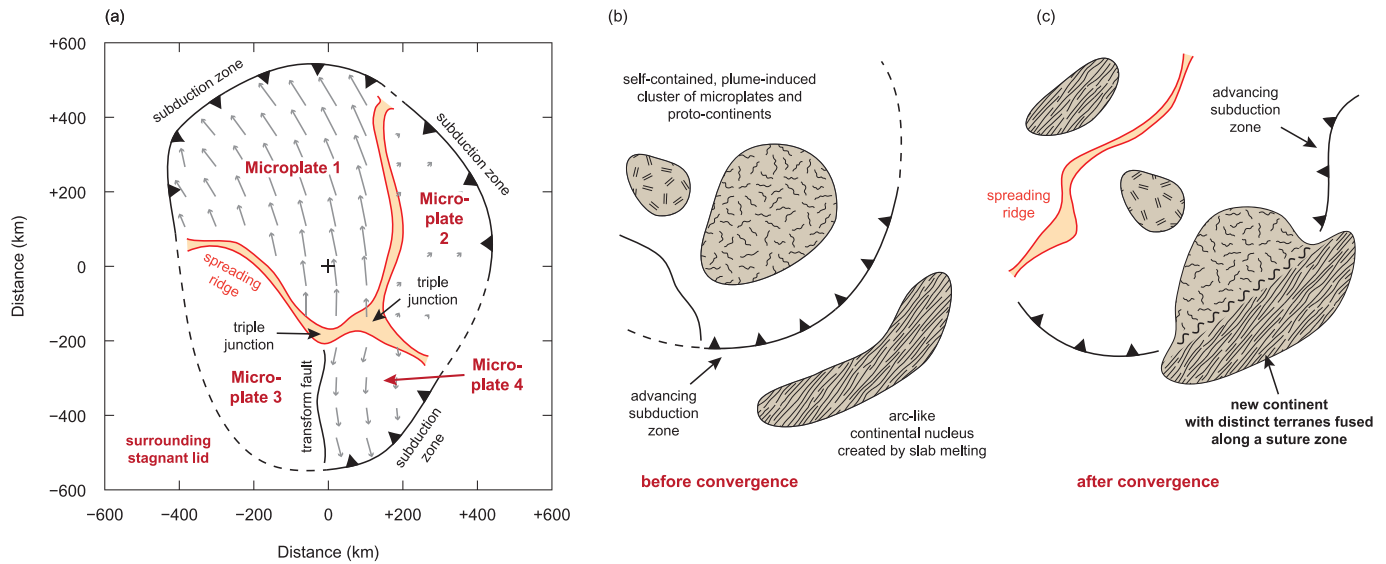 (a)
+600
+400
+200
0
−200
−400
−600
Distance (km)
−600
−400
−200
0
+200
+400
+600
Distance (km)
subduction zone
subduction zone
Microplate 1
Micro-
plate
2
spreading
ridge
triple
junction
triple
junction
Micro-
plate 3
transform fault
Micro-
plate 4
subduction
zone
surrounding
stagnant lid
(b)
self-contained, plume-induced
cluster of microplates and
proto-continents
advancing
subduction
zone
arc-like
continental nucleus
created by slab melting
before convergence
(c)
advancing
subduction
zone
spreading
ridge
new continent
with distinct terranes fused
along a suture zone
after convergence